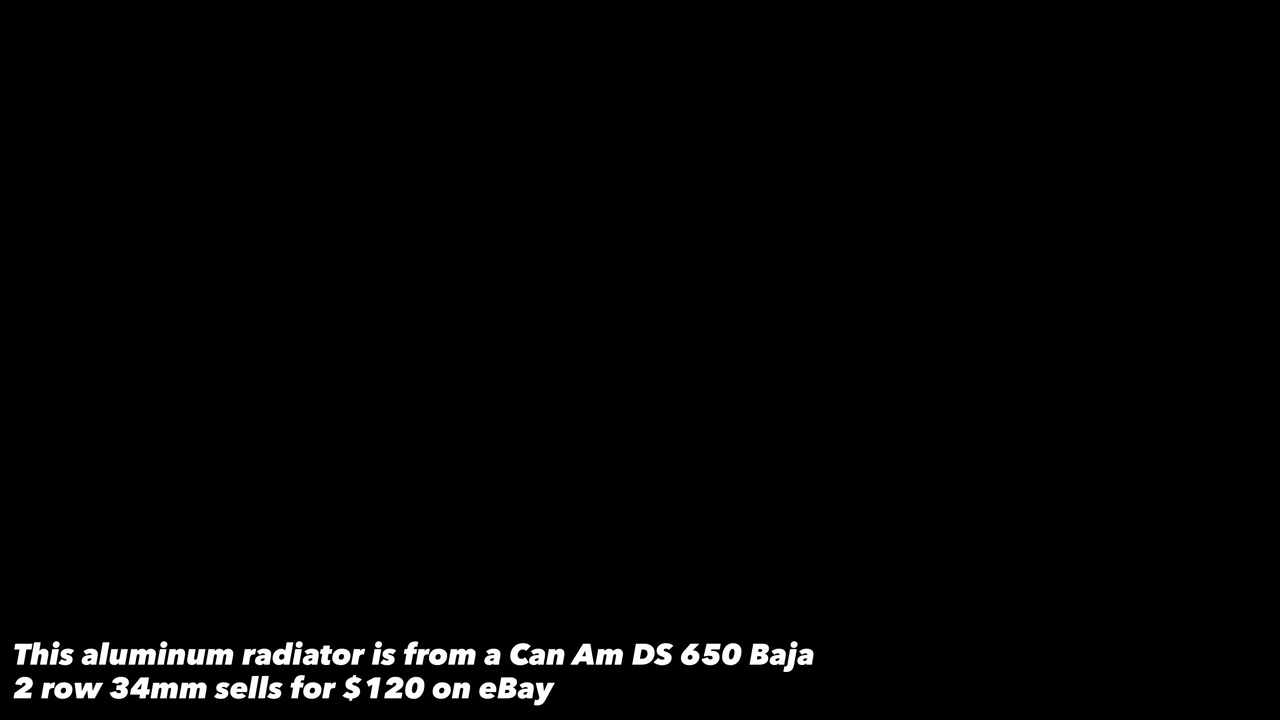 This aluminum radiator is from a Can Am DS 650 Baja
2 row 34mm sells for $120 on eBay